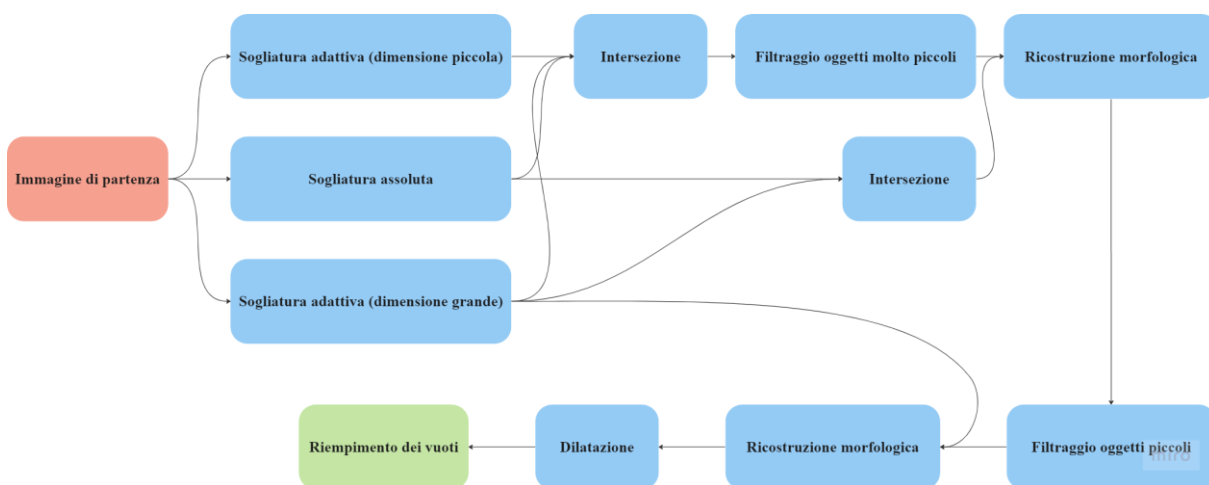 Sogliatura adattiva (dimensione piccola)
Intersezione
Filtraggio oggetti molto piccoli
Ricostruzione morfologica
Immagine di partenza
Sogliatura assoluta
Intersezione
Sogliatura adattiva (dimensione grande)
Riempimento dei vuoti
Dilatazione
Ricostruzione morfologica
Filtraggio oggetti piccoli
miro